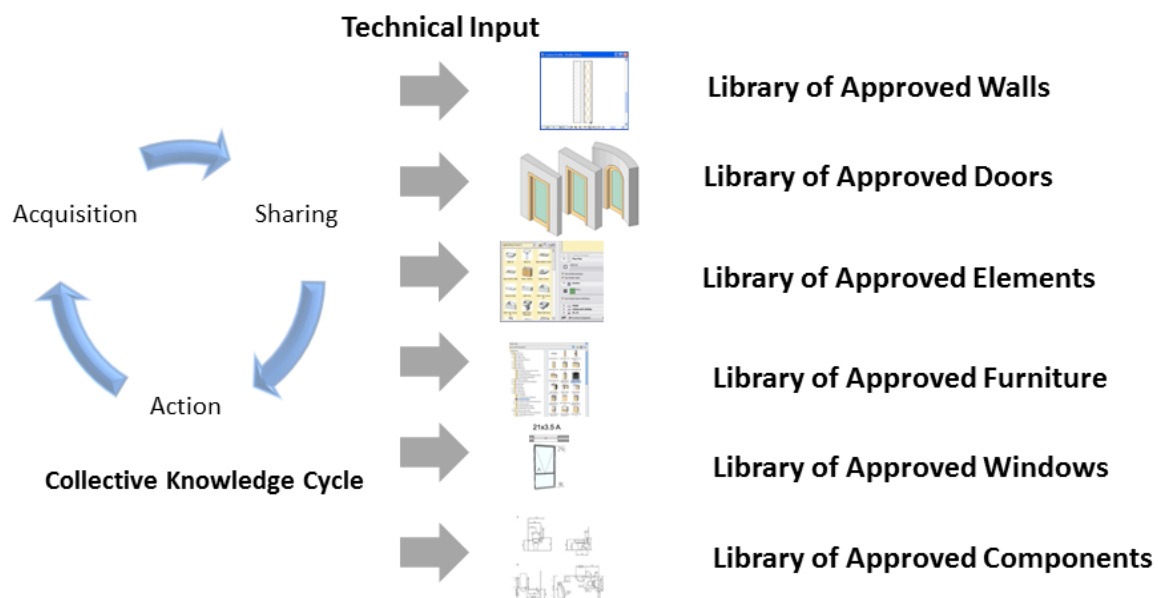 Technical Input
Library of Approved Walls
Library of Approved Doors
Acquisition
Sharing
Library of Approved Elements
Library of Approved Furniture
Action
21x3.5 A
Library of Approved Windows
Collective Knowledge Cycle
Library of Approved Components